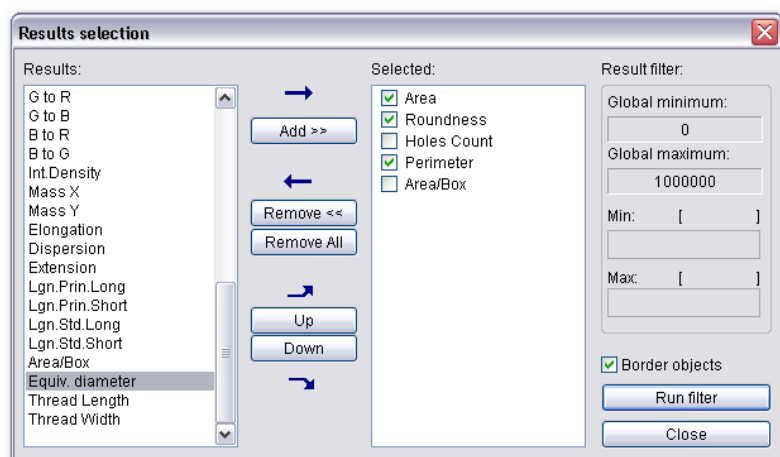 Results selection
Results:
G to R
G to B
B to R
B to G
Int.Density
Mass X
Mass Y
Elongation
Dispersion
Extension
Lgn.Prin.Long
Lgn.Prin.Short
Lgn.Std.Long
Lgn.Std.Short
Area/Box
Equiv. diameter
Thread Length
Thread Width
Add >>
Remove <<
Remove All
Up
Down
Selected:
Area
Roundness
Holes Count
Perimeter
Area/Box
Result filter:
Global minimum:
0
Global maximum:
1000000
Min: [ ]
Max: [ ]
Border objects
Run filter
Close